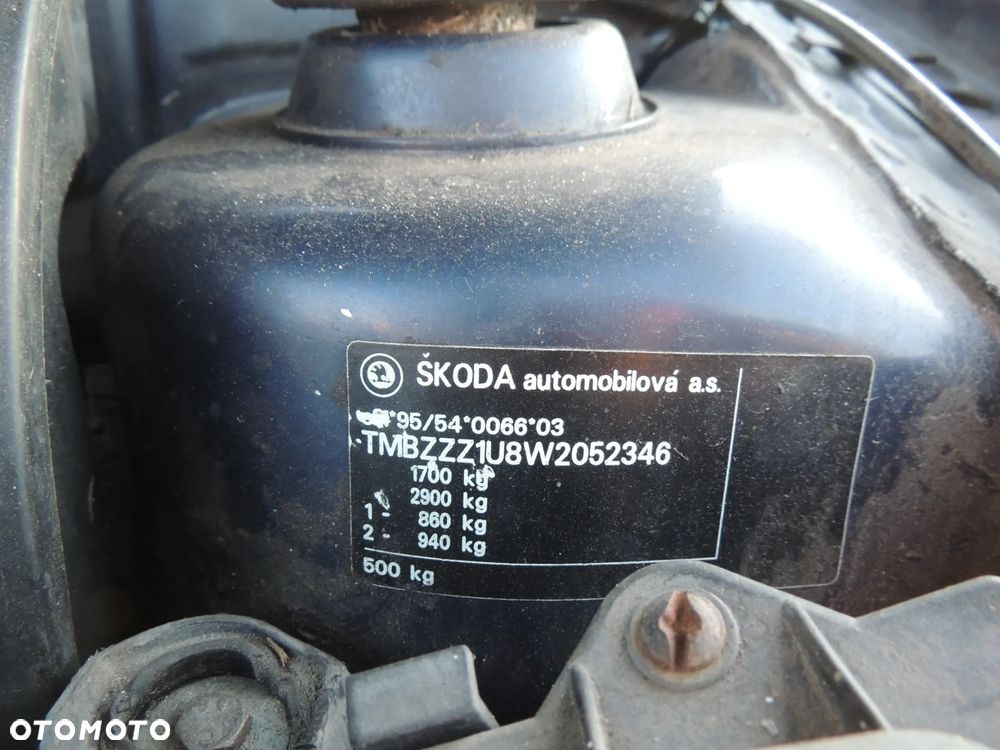 ŠKODA automobilová a.s.
*95/54*0066*03
TMBZZZ1U8W2052346
1700 kg
2900 kg
1 - 860 kg
2 - 940 kg
500 kg
OTOMOTO